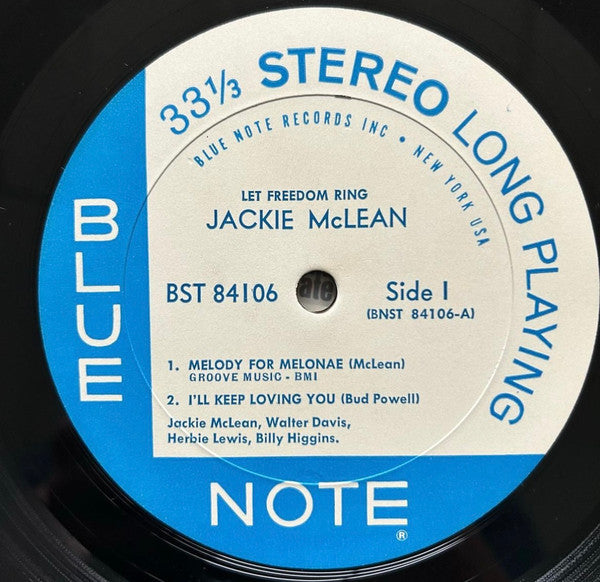 33⅓ STEREO LONG PLAYING
BLUE NOTE RECORDS INC • NEW YORK USA
LET FREEDOM RING
JACKIE McLEAN
BST 84106
Side 1
(BNST 84106-A)
1. MELODY FOR MELONAE (McLean)
GROOVE MUSIC - BMI
2. I'LL KEEP LOVING YOU (Bud Powell)
Jackie McLean, Walter Davis,
Herbie Lewis, Billy Higgins.
BLUE
NOTE
®